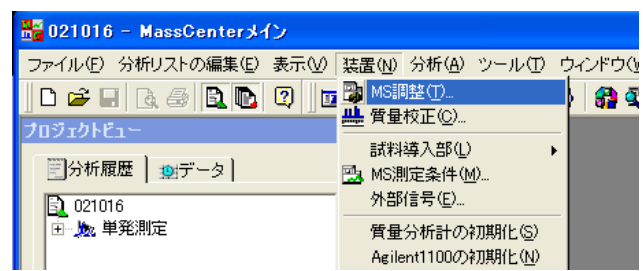 021016 - MassCenterメイン
ファイル(F) 分析リストの編集(E) 表示(V) 装置(N) 分析(A) ツール(T) ウィンドウ(
MS調整(T)...
質量校正(C)...
プロジェクトビュー
試料導入部(L)
分析履歴 データ
MS測定条件(M)...
021016
外部信号(E)...
単発測定
質量分析計の初期化(S)
Agilent1100の初期化(N)